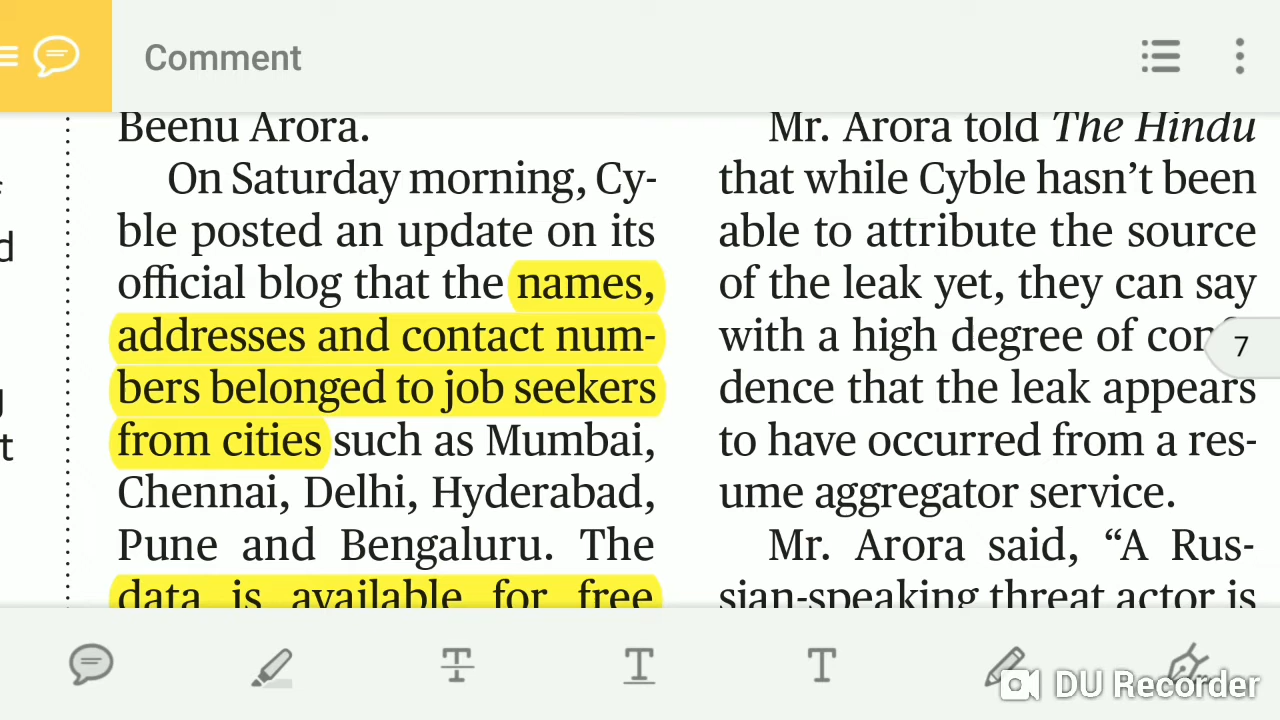 Comment
Beenu Arora.
On Saturday morning, Cy-
ble posted an update on its
official blog that the names,
addresses and contact num-
bers belonged to job seekers
from cities such as Mumbai,
Chennai, Delhi, Hyderabad,
Pune and Bengaluru. The
data is available for free
Mr. Arora told The Hindu
that while Cyble hasn't been
able to attribute the source
of the leak yet, they can say
with a high degree of
dence that the leak appears
to have occurred from a res-
ume aggregator service.
Mr. Arora said, “A Rus-
sian-speaking threat actor is
7
DU Recorder